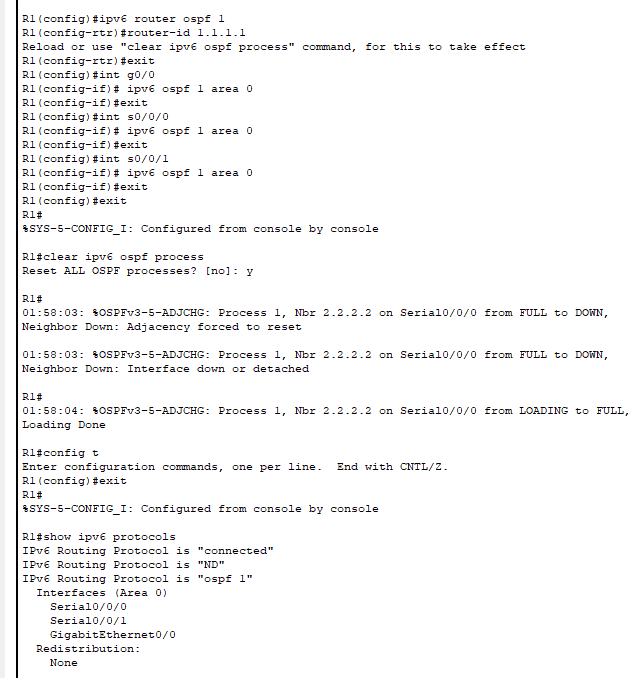 R1(config)#ipv6 router ospf 1
R1(config-rtr)#router-id 1.1.1.1
Reload or use "clear ipv6 ospf process" command, for this to take effect
R1(config-rtr)#exit
R1(config)#int g0/0
R1(config-if)# ipv6 ospf 1 area 0
R1(config-if)#exit
R1(config)#int s0/0/0
R1(config-if)# ipv6 ospf 1 area 0
R1(config-if)#exit
R1(config)#int s0/0/1
R1(config-if)# ipv6 ospf 1 area 0
R1(config-if)#exit
R1(config)#exit
R1#
%SYS-5-CONFIG_I: Configured from console by console
R1#clear ipv6 ospf process
Reset ALL OSPF processes? [no]: y
R1#
01:58:03: %OSPFv3-5-ADJCHG: Process 1, Nbr 2.2.2.2 on Serial0/0/0 from FULL to DOWN,
Neighbor Down: Adjacency forced to reset
01:58:03: %OSPFv3-5-ADJCHG: Process 1, Nbr 2.2.2.2 on Serial0/0/0 from FULL to DOWN,
Neighbor Down: Interface down or detached
R1#
01:58:04: %OSPFv3-5-ADJCHG: Process 1, Nbr 2.2.2.2 on Serial0/0/0 from LOADING to FULL,
Loading Done
R1#config t
Enter configuration commands, one per line.  End with CNTL/Z.
R1(config)#exit
R1#
%SYS-5-CONFIG_I: Configured from console by console
R1#show ipv6 protocols
IPv6 Routing Protocol is "connected"
IPv6 Routing Protocol is "ND"
IPv6 Routing Protocol is "ospf 1"
Interfaces (Area 0)
Serial0/0/0
Serial0/0/1
GigabitEthernet0/0
Redistribution:
None